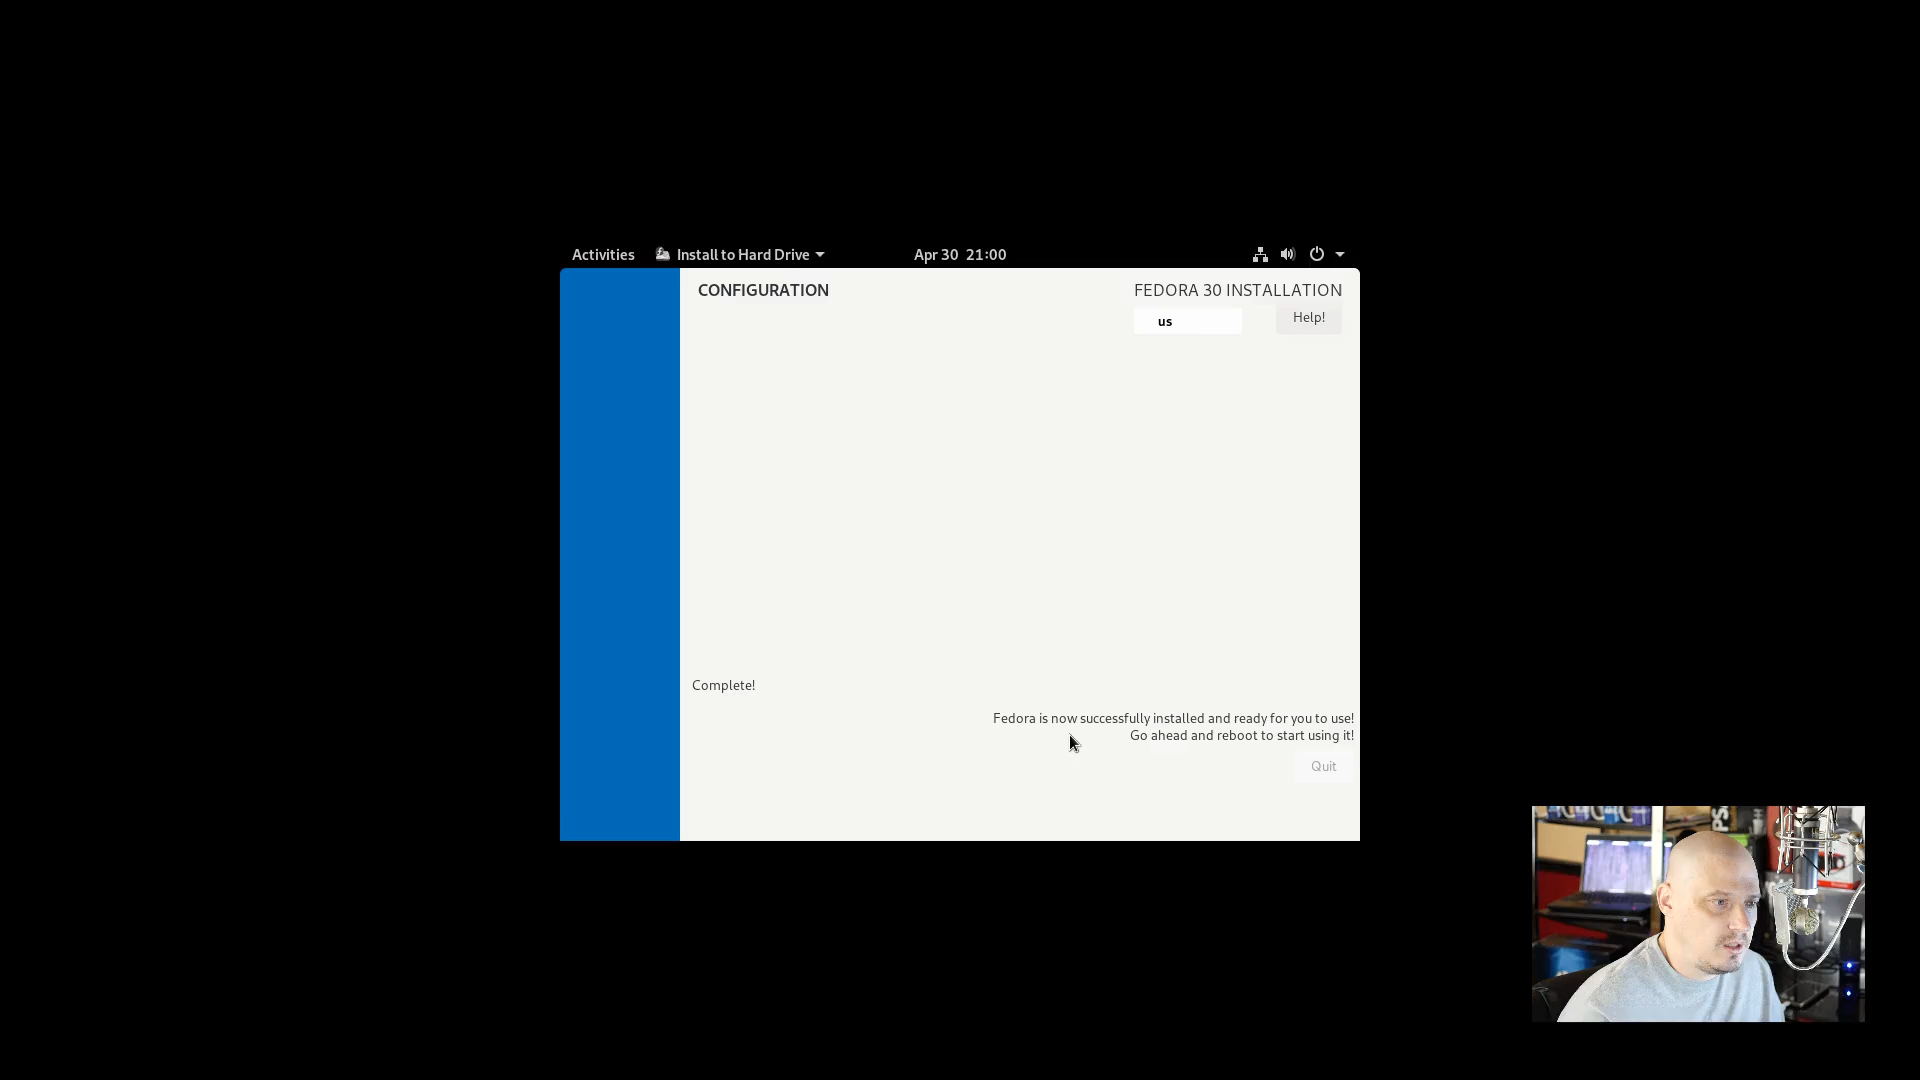 Activities Install to Hard Drive Apr 30 21:00
CONFIGURATION FEDORA 30 INSTALLATION
us Help!
Complete!
Fedora is now successfully installed and ready for you to use!
Go ahead and reboot to start using it!
Quit
PS